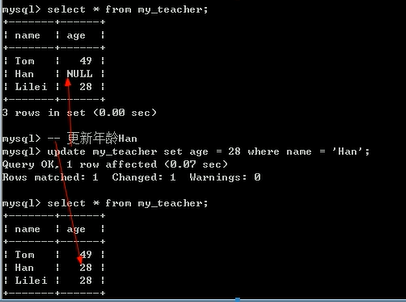 mysql> select * from my_teacher;
+-------+------+
| name  | age  |
+-------+------+
| Tom   |   49 |
| Han   | NULL |
| Lilei |   28 |
+-------+------+
3 rows in set (0.00 sec)
mysql> -- 更新年龄Han
mysql> update my_teacher set age = 28 where name = 'Han';
Query OK, 1 row affected (0.07 sec)
Rows matched: 1  Changed: 1  Warnings: 0
mysql> select * from my_teacher;
+-------+------+
| name  | age  |
+-------+------+
| Tom   |   49 |
| Han   |   28 |
| Lilei |   28 |
+-------+------+